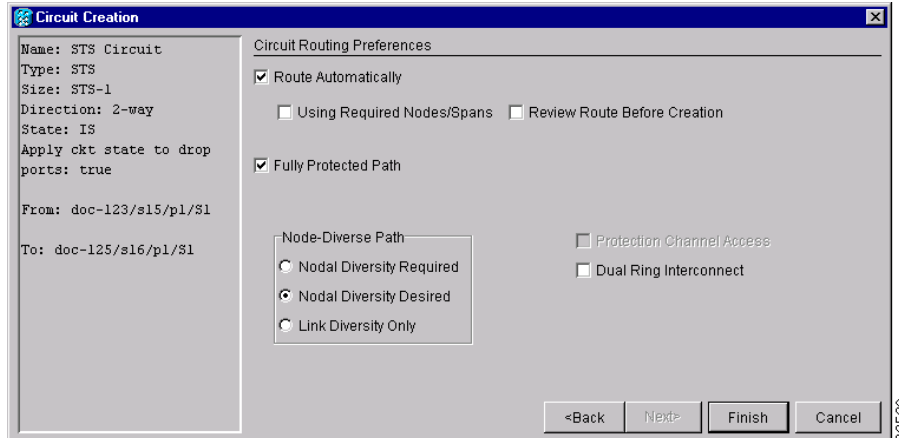 Circuit Creation
Name: STS Circuit
Type: STS
Size: STS-1
Direction: 2-way
State: IS
Apply ckt state to drop
ports: true
From: doc-123/s15/p1/S1
To: doc-125/s16/p1/S1
Circuit Routing Preferences
Route Automatically
Using Required Nodes/Spans Review Route Before Creation
Fully Protected Path
Node-Diverse Path
Nodal Diversity Required
Nodal Diversity Desired
Link Diversity Only
Protection Channel Access
Dual Ring Interconnect
<Back Next> Finish Cancel